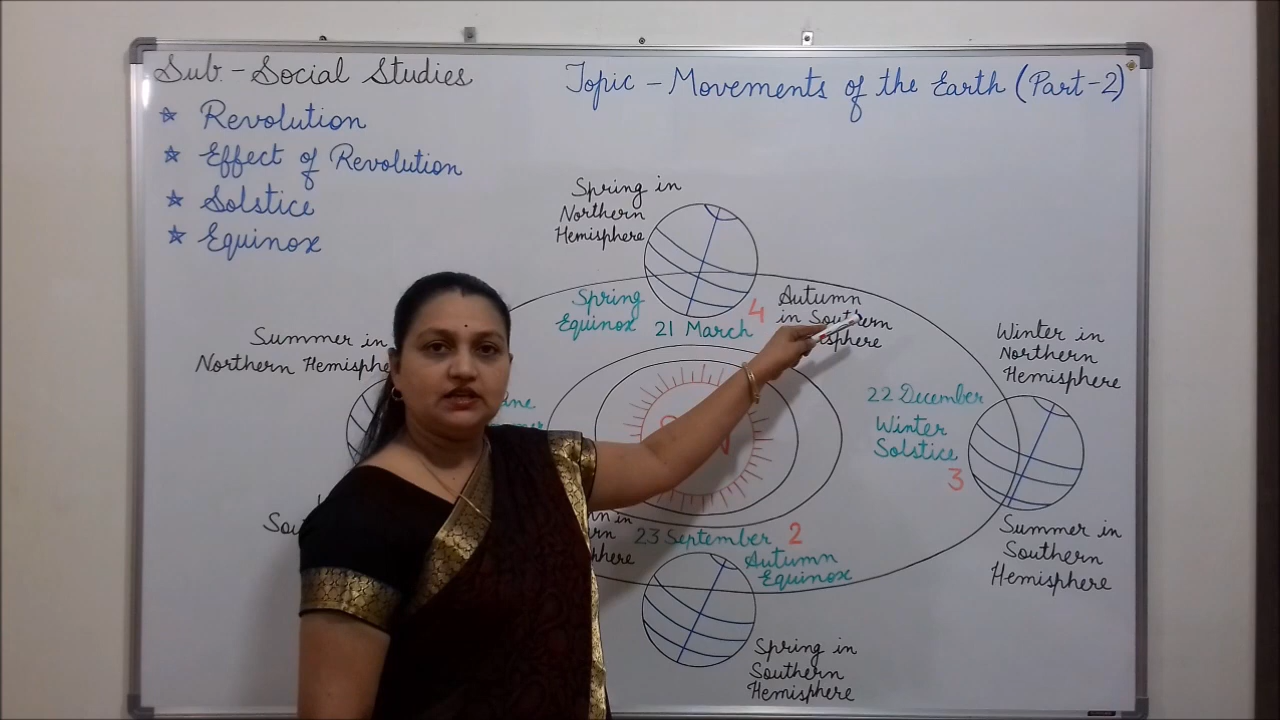 Sub - Social Studies
Topic - Movements of the Earth (Part-2)
☆ Revolution
☆ Effect of Revolution
☆ Solstice
☆ Equinox
Spring in
Northern
Hemisphere
Spring
Equinox
21 March
4
Autumn
in Southern
Summer in
Northern
Winter in
Northern
Hemisphere
22 December
Winter
Solstice
3
Summer in
Southern
Hemisphere
in
23 September
2
Autumn
Equinox
Spring in
Southern
Hemisphere